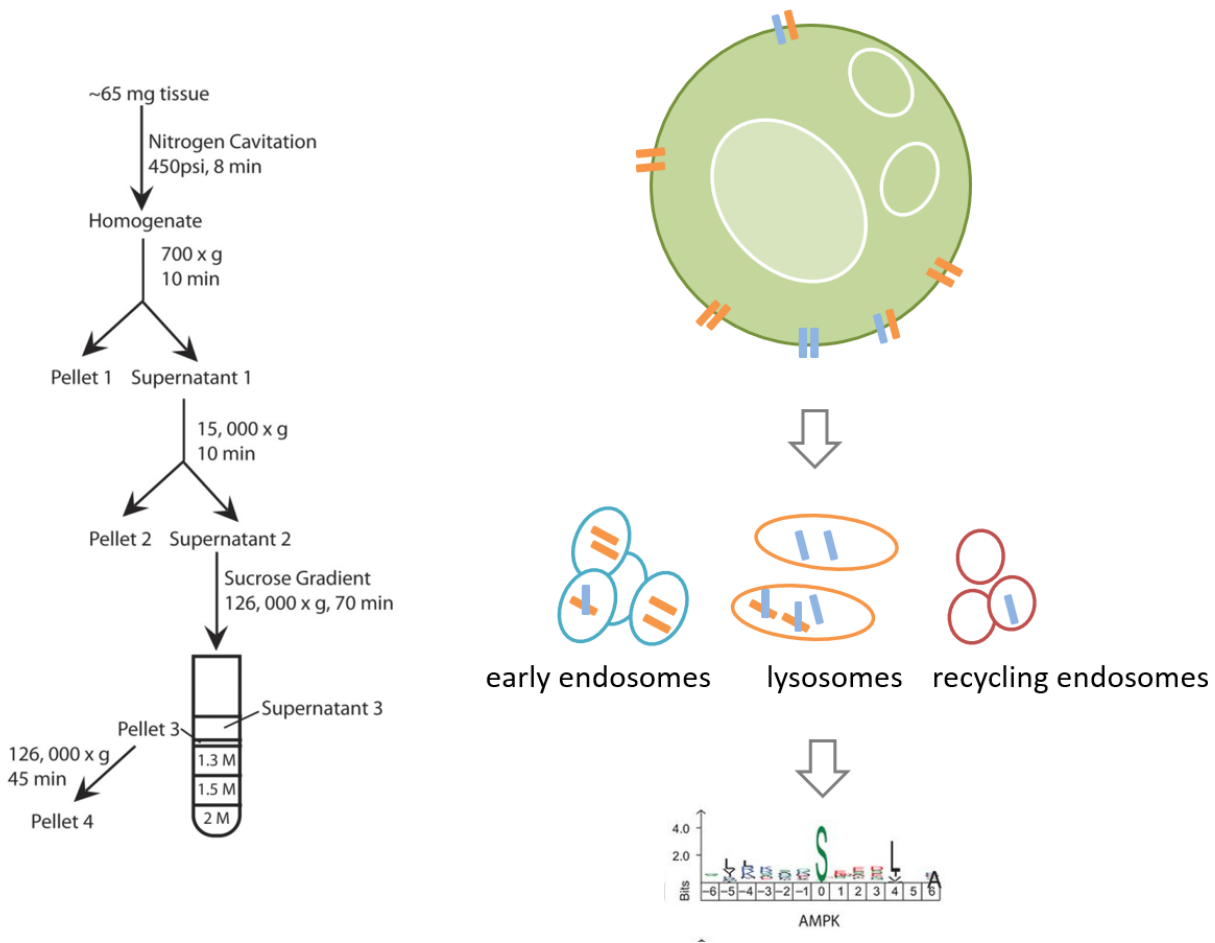 ~65 mg tissue
Nitrogen Cavitation
450psi, 8 min
Homogenate
700 x g
10 min
Pellet 1
Supernatant 1
15, 000 x g
10 min
Pellet 2
Supernatant 2
Sucrose Gradient
126, 000 x g, 70 min
Supernatant 3
Pellet 3
126, 000 x g
45 min
1.3 M
1.5 M
2 M
Pellet 4
early endosomes
lysosomes
recycling endosomes
4.0
2.0
Bits
S
L
A
-6 -5 -4 -3 -2 -1 0 1 2 3 4 5 6
AMPK